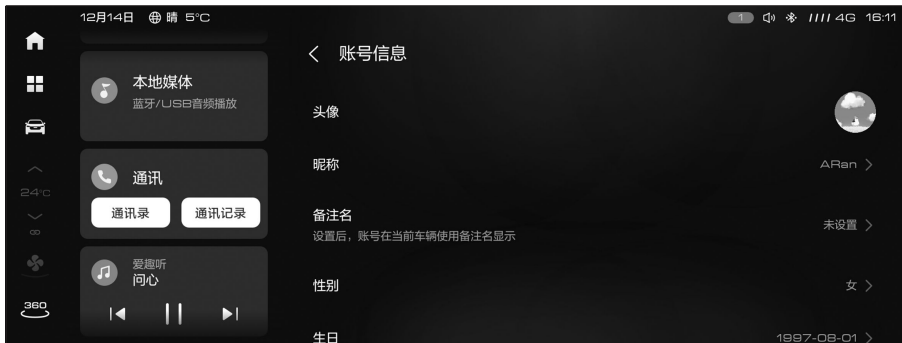 12月14日 晴 5°C
1 4G 16:11
本地媒体
蓝牙/USB音频播放
24°C
通讯
通讯录 通讯记录
爱趣听
问心
360
账号信息
头像
昵称 ARan
备注名 未设置
设置后，账号在当前车辆使用备注名显示
性别 女
生日 1997-08-01